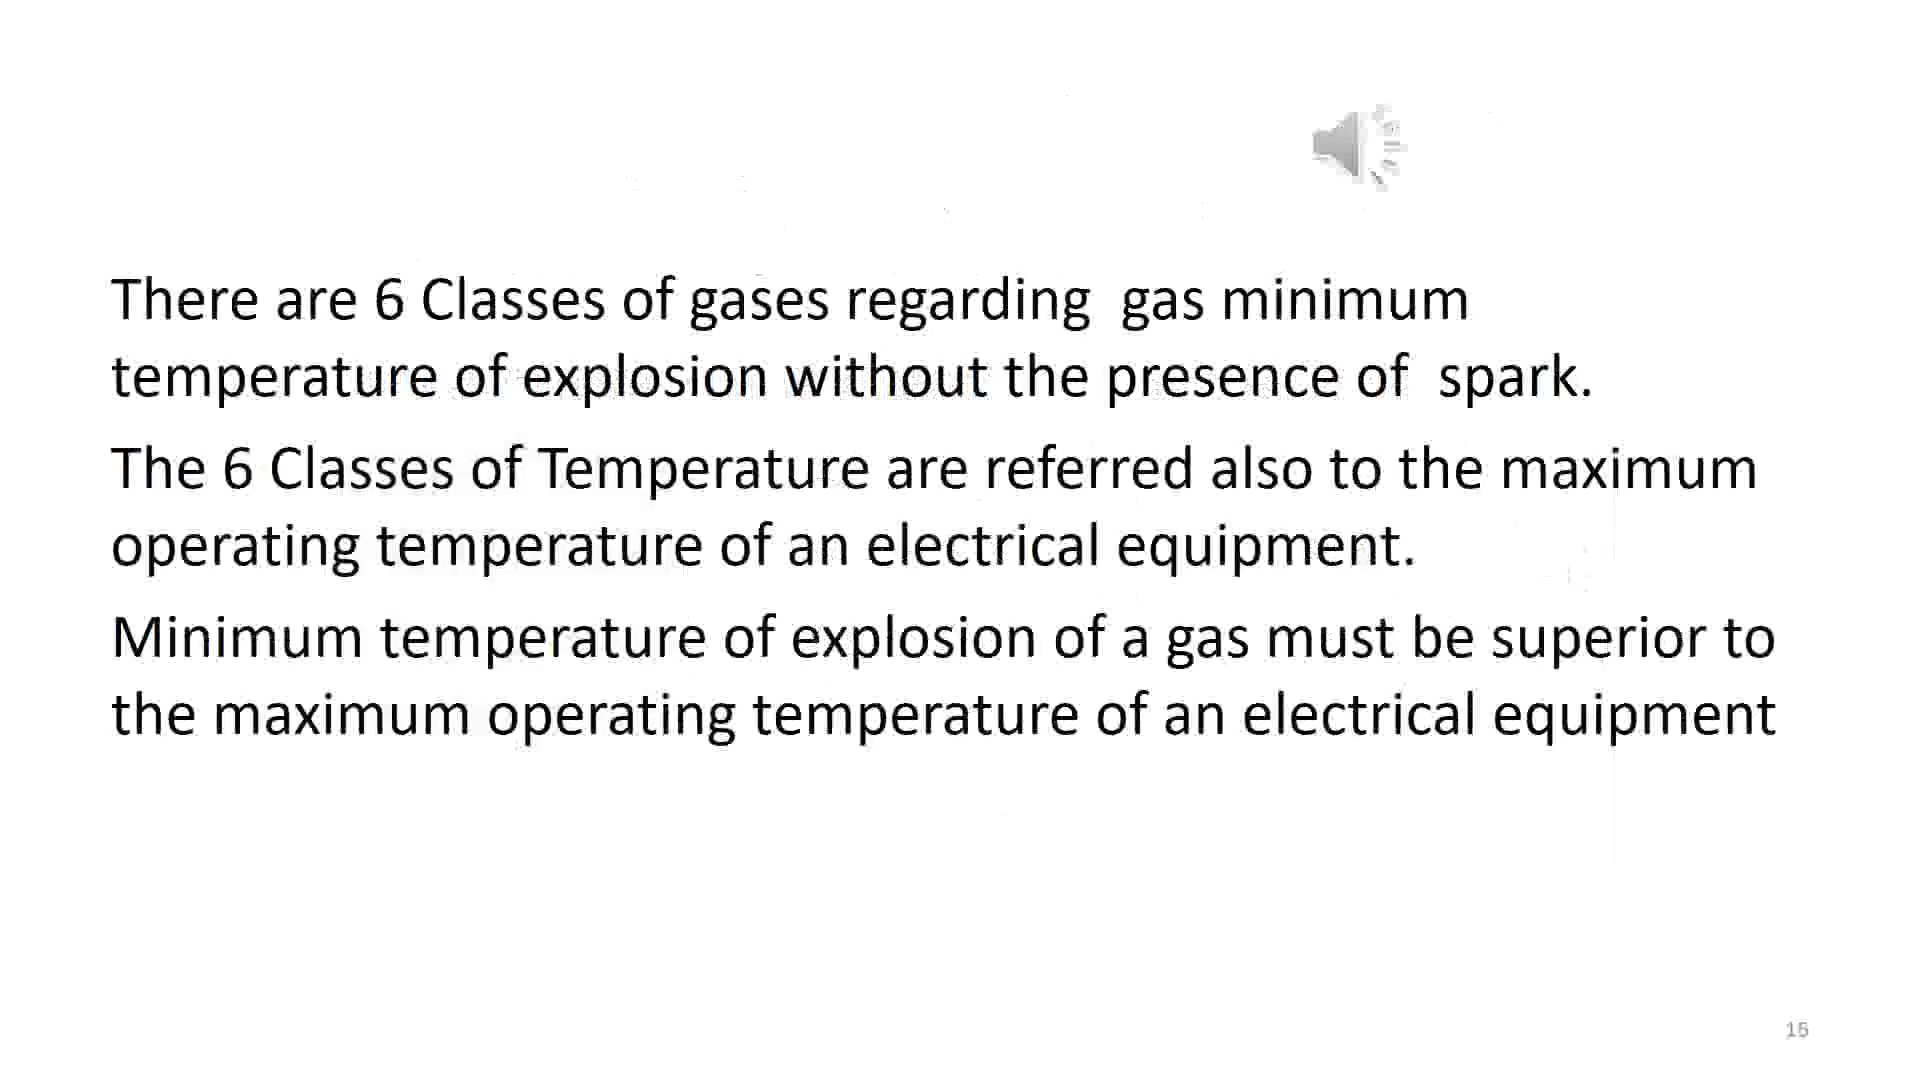 There are 6 Classes of gases regarding  gas minimum
temperature of explosion without the presence of  spark.
The 6 Classes of Temperature are referred also to the maximum
operating temperature of an electrical equipment.
Minimum temperature of explosion of a gas must be superior to
the maximum operating temperature of an electrical equipment
15